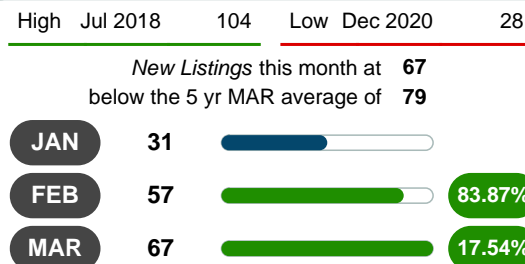 High Jul 2018 104 Low Dec 2020 28
New Listings this month at 67
below the 5 yr MAR average of 79
JAN 31
FEB 57 83.87%
MAR 67 17.54%